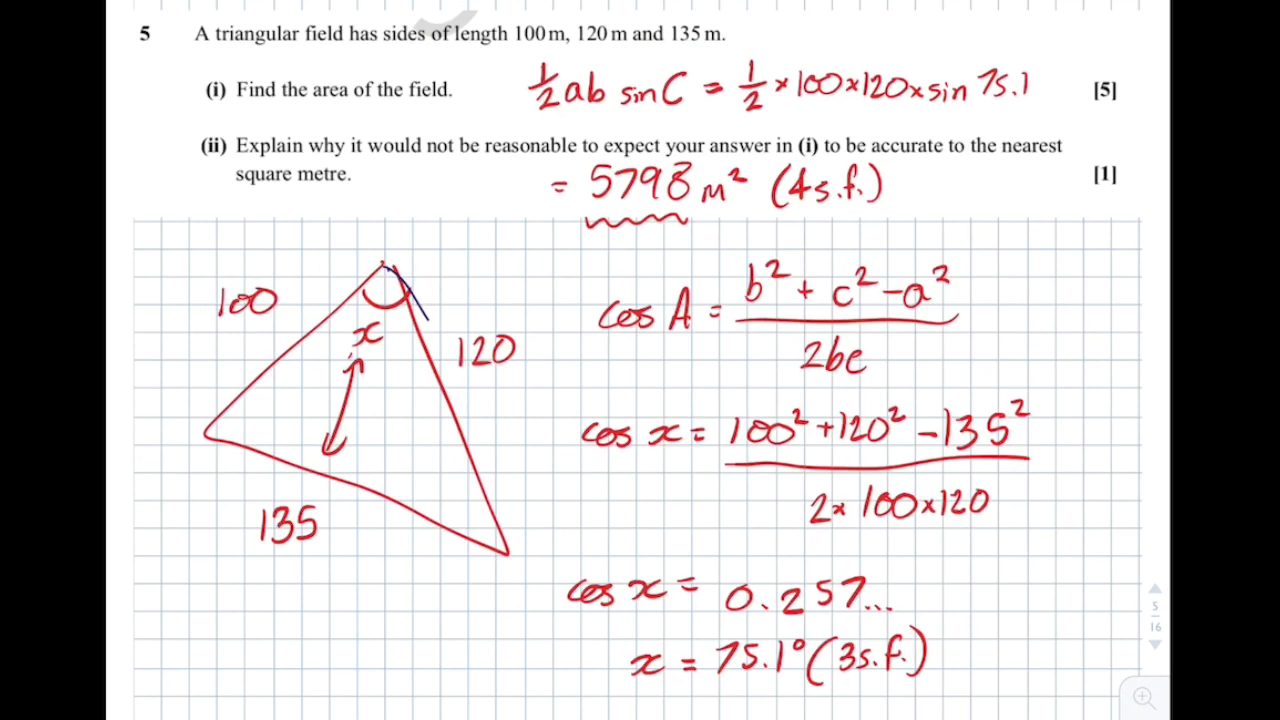 5 A triangular field has sides of length 100 m, 120 m and 135 m.
(i) Find the area of the field. ½ab sinC = ½ × 100 × 120 × sin 75.1 [5]
(ii) Explain why it would not be reasonable to expect your answer in (i) to be accurate to the nearest
square metre. [1]
= 5798 m² (4s.f.)
100
x
120
135
cos A = b² + c² - a² / 2bc
cos x = 100² + 120² - 135² / 2 × 100 × 120
cos x = 0.257...
x = 75.1° (3s.f.)
5
16